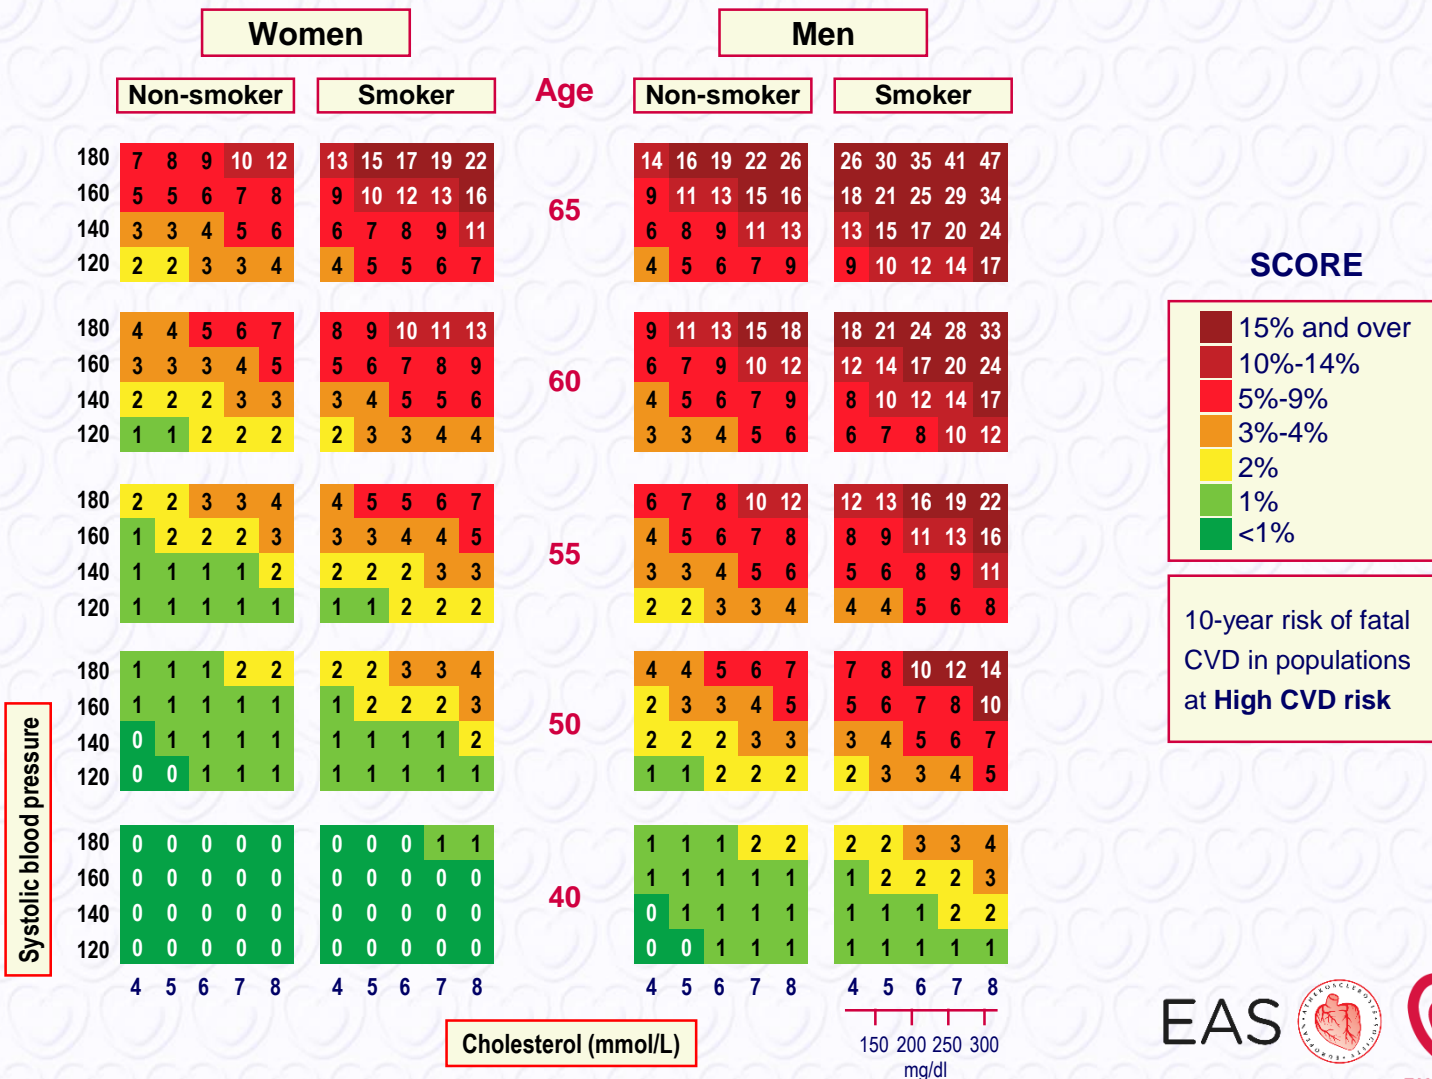 Women Men
Non-smoker Smoker Age Non-smoker Smoker
180 7 8 9 10 12 13 15 17 19 22 14 16 19 22 26 26 30 35 41 47
160 5 5 6 7 8 9 10 12 13 16 9 11 13 15 16 18 21 25 29 34
65
140 3 3 4 5 6 6 7 8 9 11 6 8 9 11 13 13 15 17 20 24
120 2 2 3 3 4 4 5 5 6 7 4 5 6 7 9 9 10 12 14 17
180 4 4 5 6 7 8 9 10 11 13 9 11 13 15 18 18 21 24 28 33
160 3 3 3 4 5 5 6 7 8 9 6 7 9 10 12 12 14 17 20 24
60
140 2 2 2 3 3 3 4 5 5 6 4 5 6 7 9 8 10 12 14 17
120 1 1 2 2 2 2 3 3 4 4 3 3 4 5 6 6 7 8 10 12
180 2 2 3 3 4 4 5 5 6 7 6 7 8 10 12 12 13 16 19 22
160 1 2 2 2 3 3 3 4 4 5 4 5 6 7 8 8 9 11 13 16
55
140 1 1 1 1 2 2 2 2 3 3 3 3 4 5 6 5 6 8 9 11
120 1 1 1 1 1 1 1 2 2 2 2 2 3 3 4 4 4 5 6 8
180 1 1 1 2 2 2 2 3 3 4 4 4 5 6 7 7 8 10 12 14
160 1 1 1 1 1 1 2 2 2 3 2 3 3 4 5 5 6 7 8 10
50
140 0 1 1 1 1 1 1 1 1 2 2 2 2 3 3 3 4 5 6 7
120 0 0 1 1 1 1 1 1 1 1 1 1 2 2 2 2 3 3 4 5
180 0 0 0 0 0 0 0 0 1 1 1 1 1 2 2 2 2 3 3 4
160 0 0 0 0 0 0 0 0 0 0 1 1 1 1 1 1 2 2 2 3
40
140 0 0 0 0 0 0 0 0 0 0 0 1 1 1 1 1 1 1 2 2
120 0 0 0 0 0 0 0 0 0 0 0 0 1 1 1 1 1 1 1 1
4 5 6 7 8 4 5 6 7 8 4 5 6 7 8 4 5 6 7 8
Systolic blood pressure
Cholesterol (mmol/L)
150 200 250 300
mg/dl
SCORE
15% and over
10%-14%
5%-9%
3%-4%
2%
1%
<1%
10-year risk of fatal
CVD in populations
at High CVD risk
EAS
EUROPEAN ATHEROSCLEROSIS SOCIETY